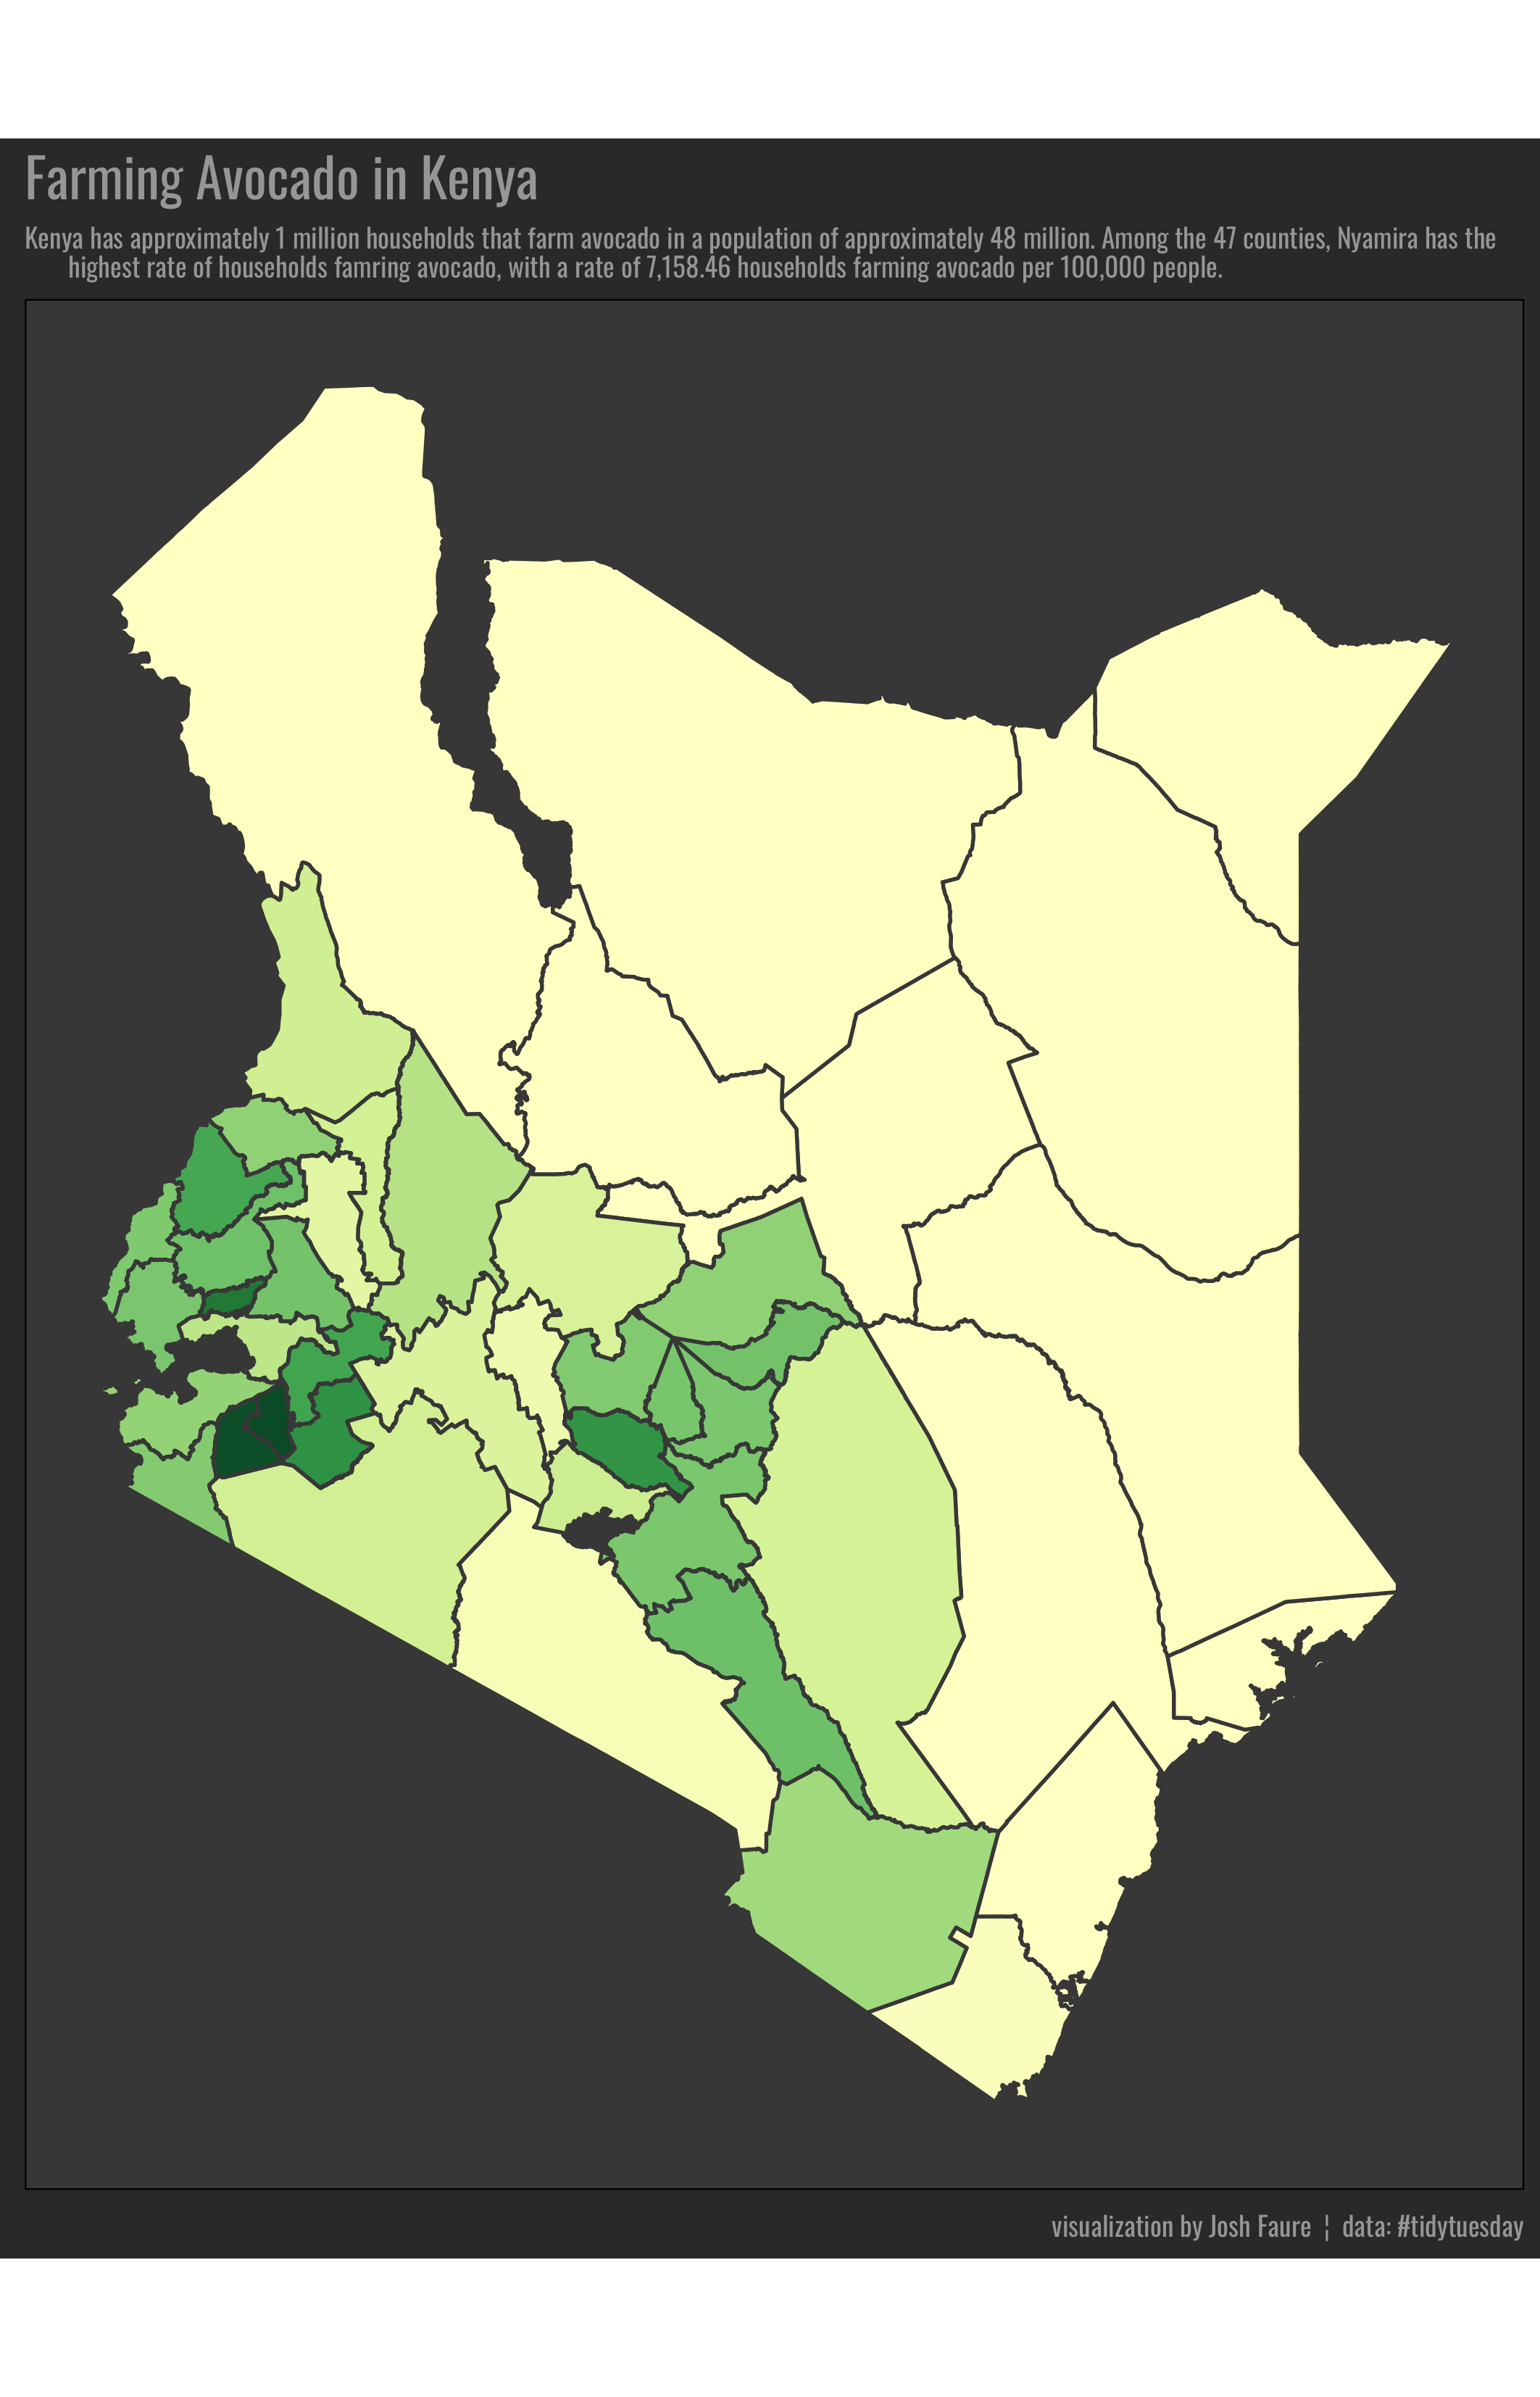 Farming Avocado in Kenya
Kenya has approximately 1 million households that farm avocado in a population of approximately 48 million. Among the 47 counties, Nyamira has the
highest rate of households famring avocado, with a rate of 7,158.46 households farming avocado per 100,000 people.
visualization by Josh Faure ¦ data: #tidytuesday